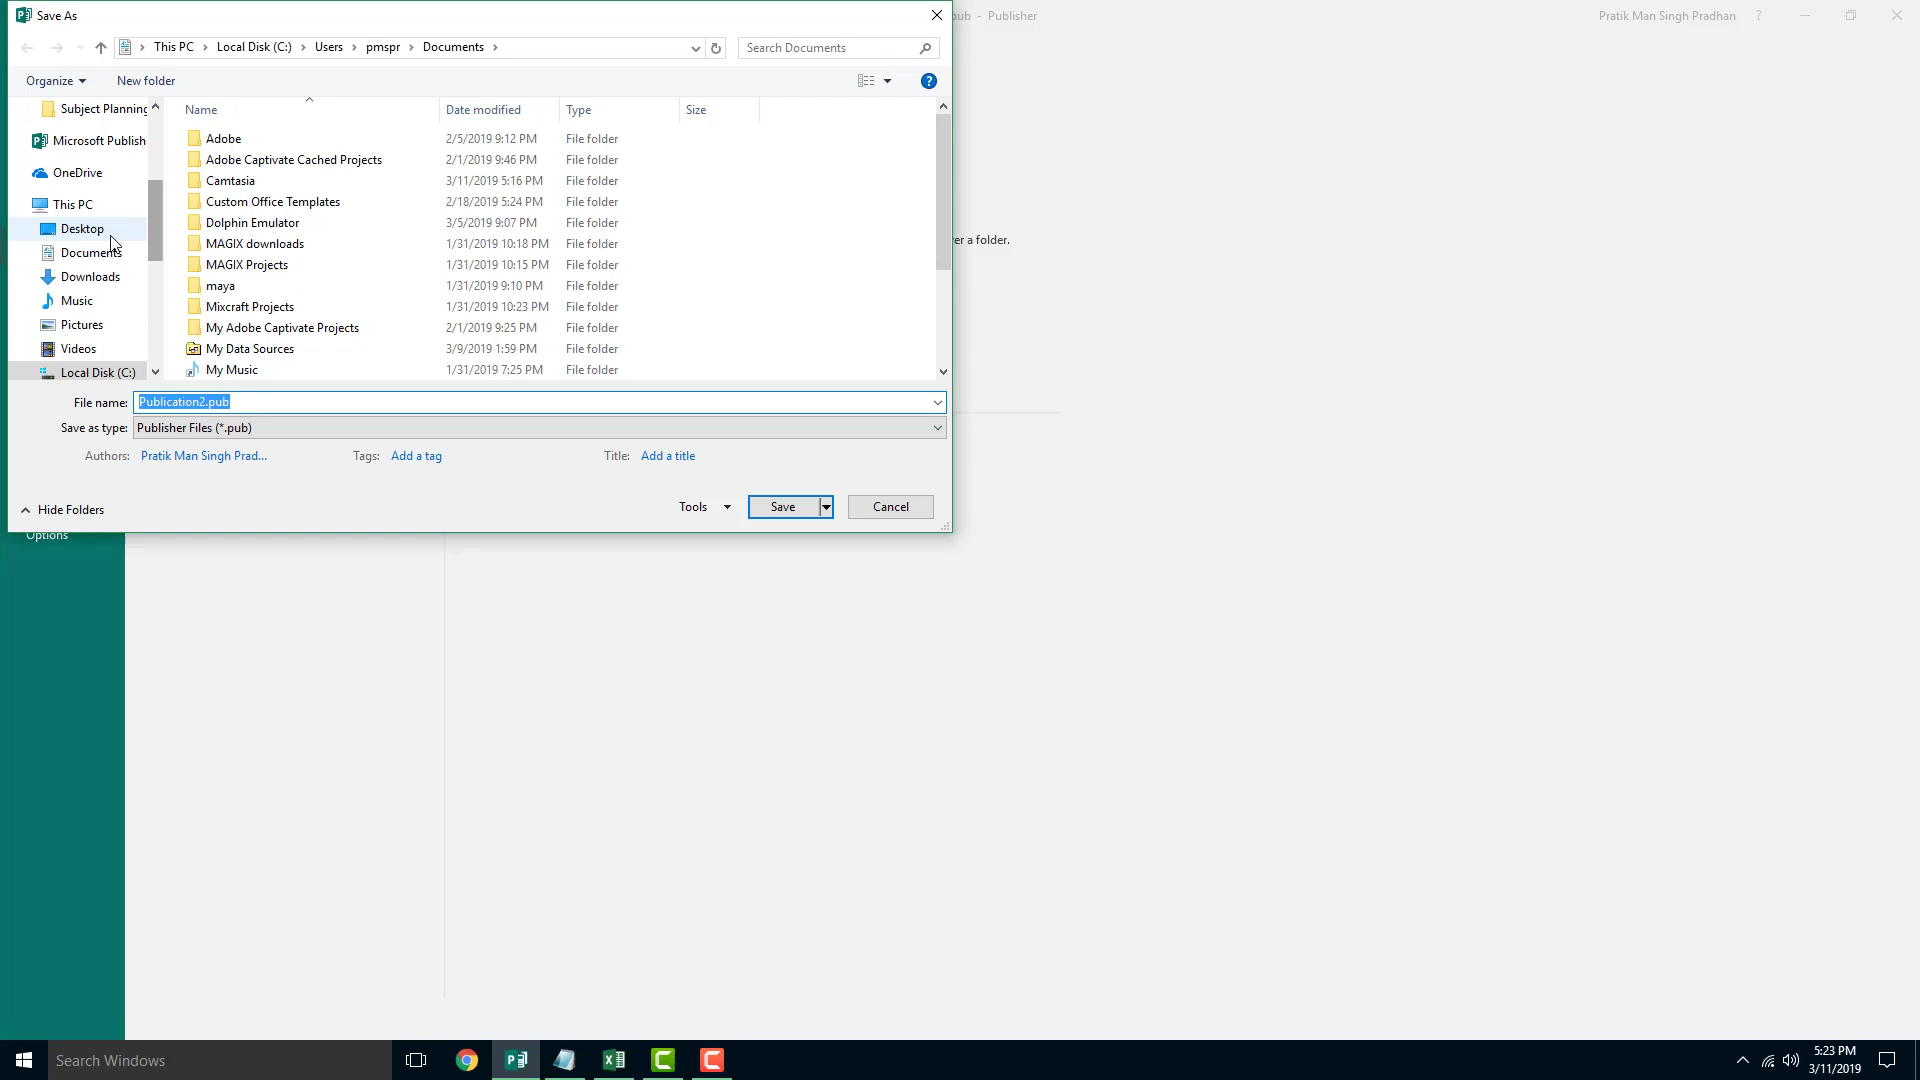 Save As
ub - Publisher
Pratik Man Singh Pradhan
?
This PC > Local Disk (C:) > Users > pmspr > Documents >
Search Documents
Organize
New folder
?
Subject Planning
Microsoft Publish
OneDrive
This PC
Desktop
Documents
Downloads
Music
Pictures
Videos
Local Disk (C:)
Name Date modified Type Size
Adobe 2/5/2019 9:12 PM File folder
Adobe Captivate Cached Projects 2/1/2019 9:46 PM File folder
Camtasia 3/11/2019 5:16 PM File folder
Custom Office Templates 2/18/2019 5:24 PM File folder
Dolphin Emulator 3/5/2019 9:07 PM File folder
MAGIX downloads 1/31/2019 10:18 PM File folder
MAGIX Projects 1/31/2019 10:15 PM File folder
maya 1/31/2019 9:10 PM File folder
Mixcraft Projects 1/31/2019 10:23 PM File folder
My Adobe Captivate Projects 2/1/2019 9:25 PM File folder
My Data Sources 3/9/2019 1:59 PM File folder
My Music 1/31/2019 7:25 PM File folder
er a folder.
File name: Publication2.pub
Save as type: Publisher Files (*.pub)
Authors: Pratik Man Singh Prad...
Tags: Add a tag
Title: Add a title
Hide Folders
Tools
Save
Cancel
Options
Search Windows
5:23 PM
3/11/2019